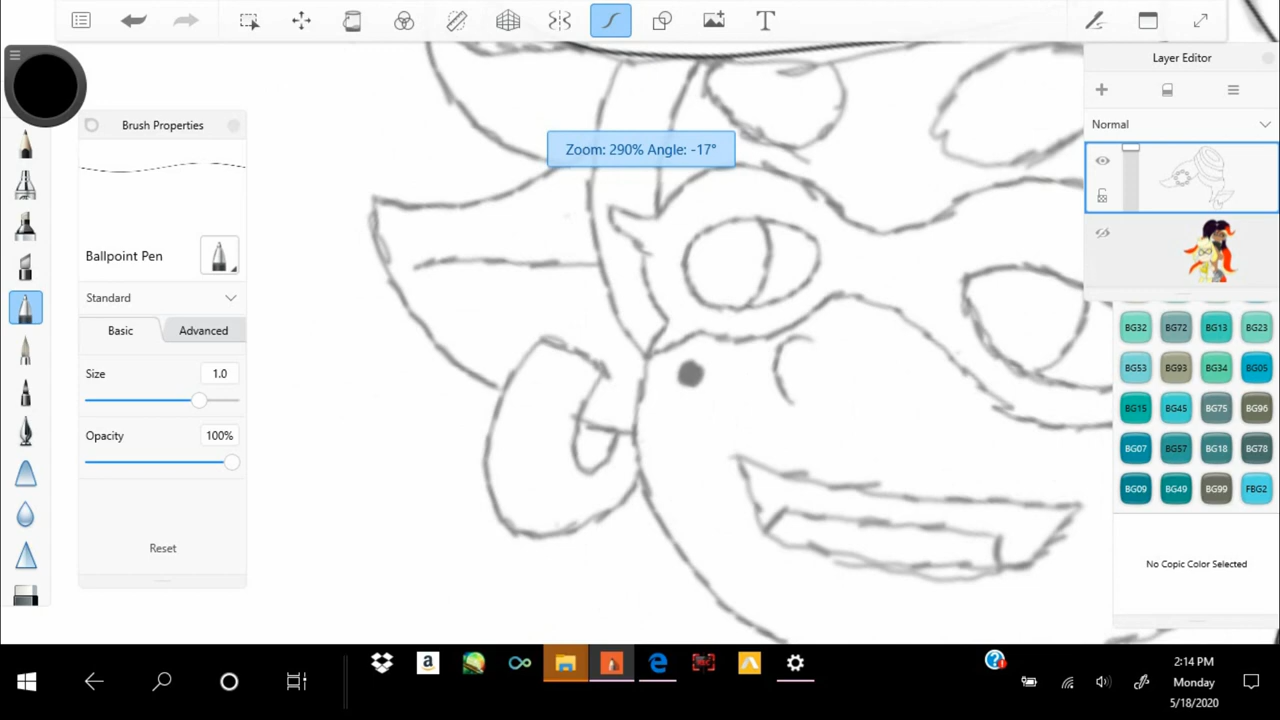 T
Layer Editor
Brush Properties
Normal
Zoom: 290% Angle: -17°
Ballpoint Pen
Standard
Basic
Advanced
BG32 BG72 BG13 BG23
BG53 BG93 BG34 BG05
Size 1.0
BG15 BG45 BG75 BG96
Opacity 100%
BG07 BG57 BG18 BG78
BG09 BG49 BG99 FBG2
Reset
No Copic Color Selected
a
2:14 PM
Monday
5/18/2020